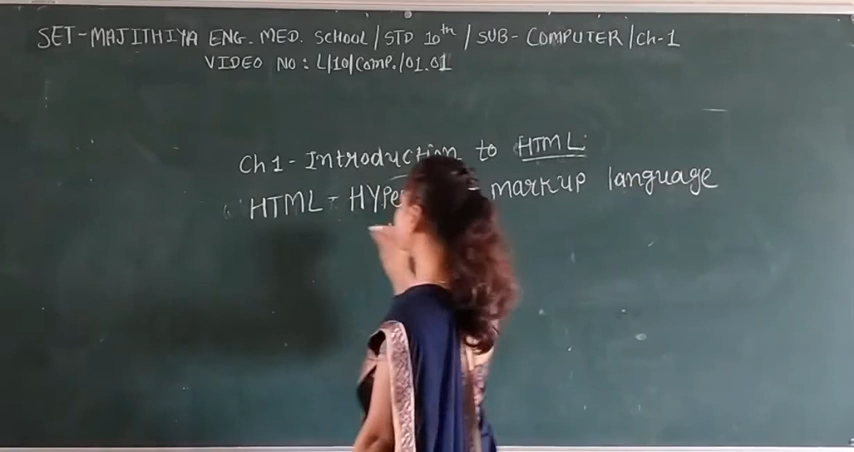 SET-MAJITHIYA ENG. MED. SCHOOL / STD 10th / SUB- COMPUTER / Ch-1
VIDEO NO : L/10/Comp./01.01
Ch 1 - Introduction to HTML
HTML - HYPe - markup language